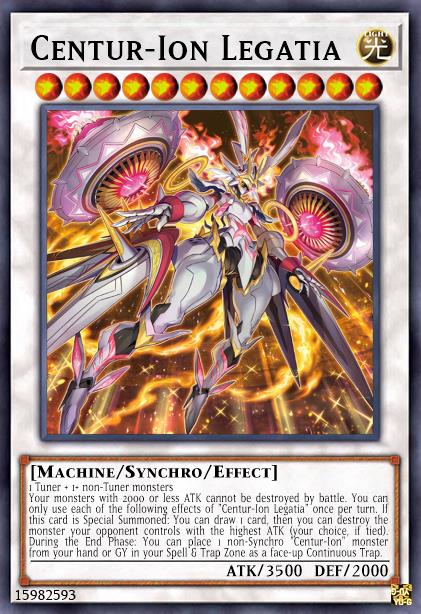 CENTUR-ION LEGATIA
LIGHT
光
[MACHINE/SYNCHRO/EFFECT]
1 Tuner + 1+ non-Tuner monsters
Your monsters with 2000 or less ATK cannot be destroyed by battle. You can
only use each of the following effects of "Centur-Ion Legatia" once per turn. If
this card is Special Summoned: You can draw 1 card, then you can destroy the
monster your opponent controls with the highest ATK (your choice, if tied).
During the End Phase: You can place 1 non-Synchro "Centur-Ion" monster
from your hand or GY in your Spell & Trap Zone as a face-up Continuous Trap.
ATK/3500 DEF/2000
15982593